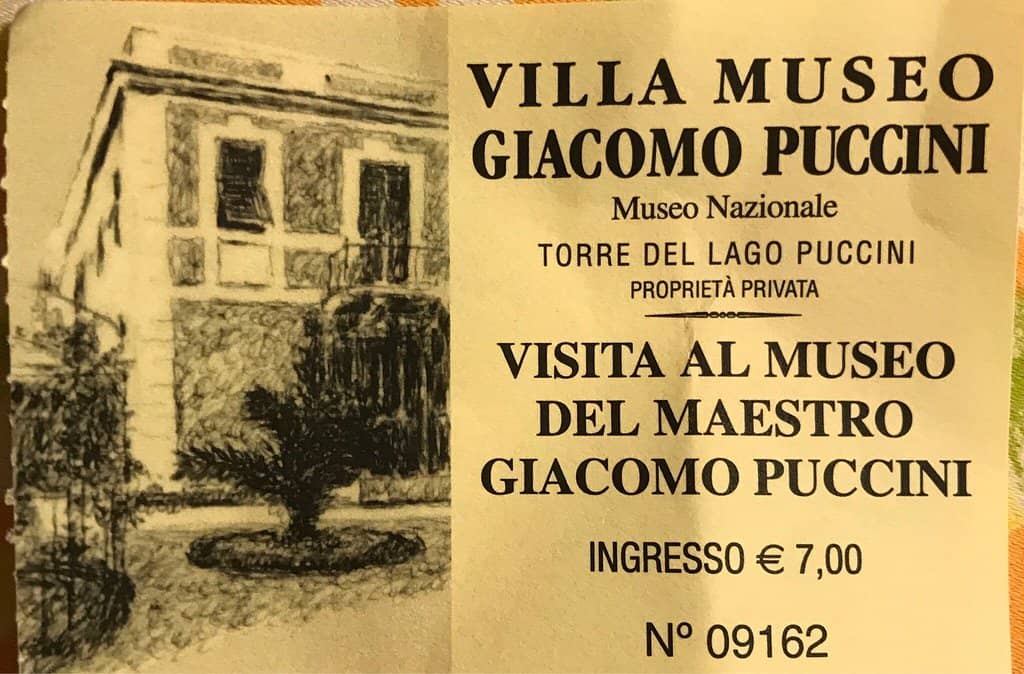 VILLA MUSEO
GIACOMO PUCCINI
Museo Nazionale
TORRE DEL LAGO PUCCINI
PROPRIETÀ PRIVATA
VISITA AL MUSEO
DEL MAESTRO
GIACOMO PUCCINI
INGRESSO € 7,00
Nº 09162